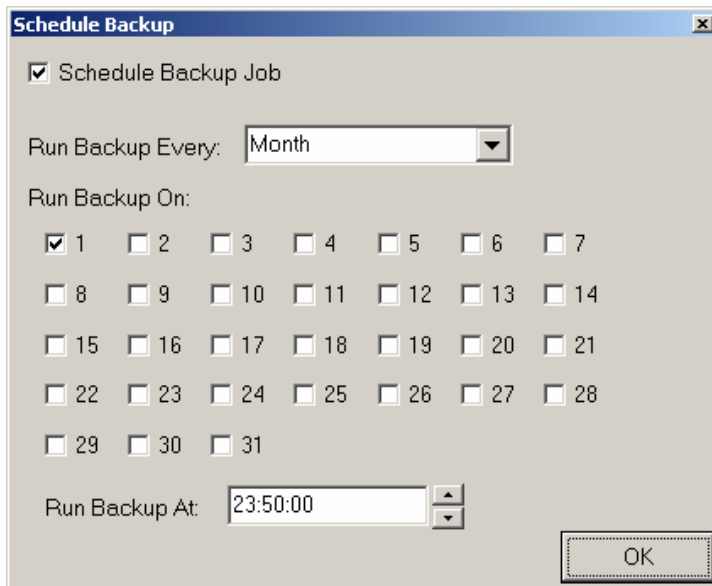 Schedule Backup
Schedule Backup Job
Run Backup Every: Month
Run Backup On:
1 2 3 4 5 6 7
8 9 10 11 12 13 14
15 16 17 18 19 20 21
22 23 24 25 26 27 28
29 30 31
Run Backup At: 23:50:00
OK